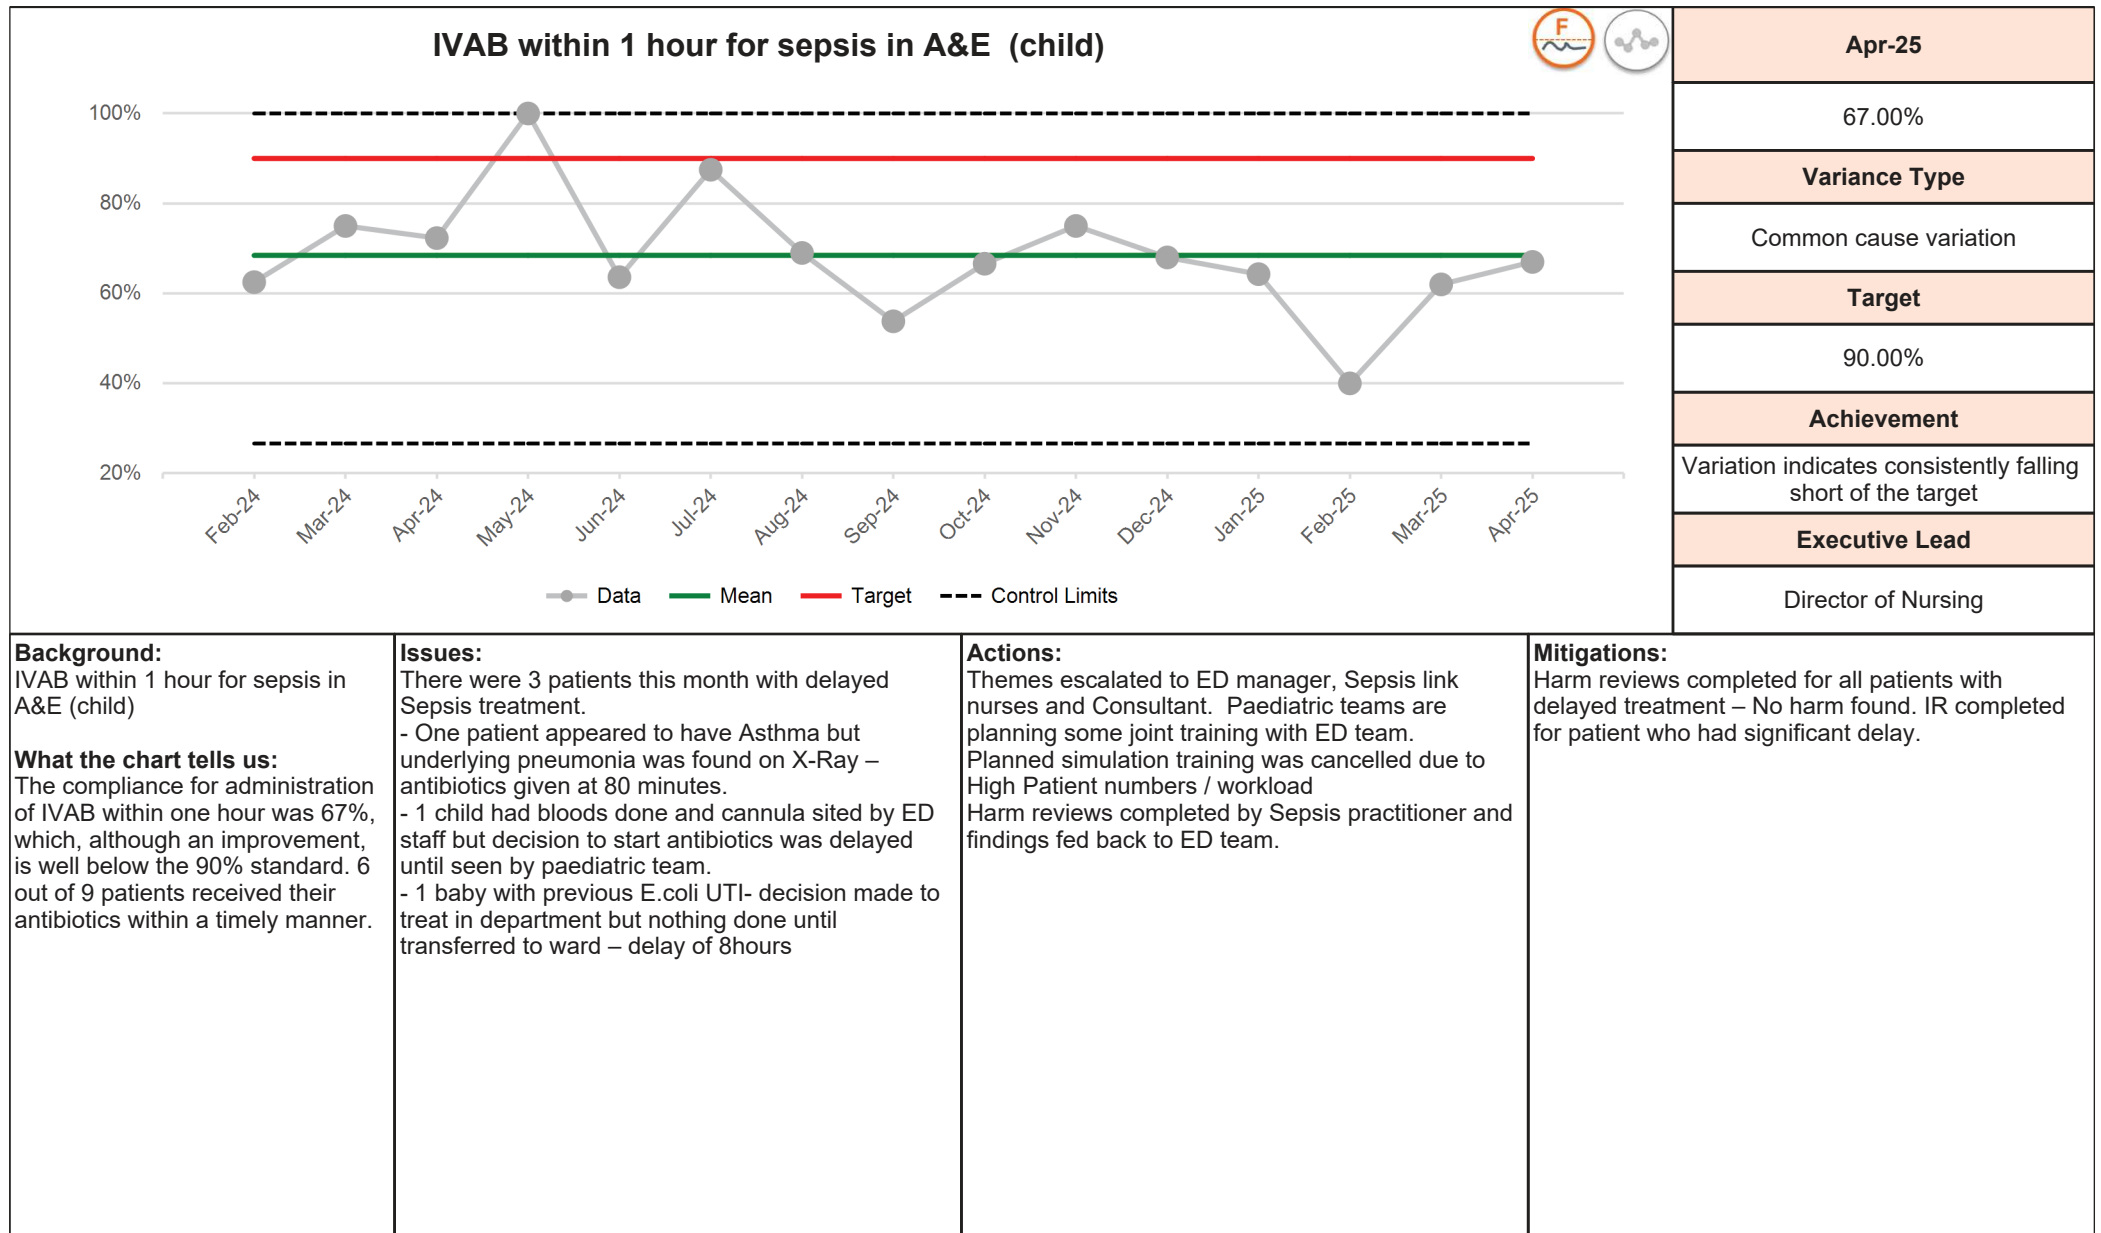 IVAB within 1 hour for sepsis in A&E  (child)
F
100%
80%
60%
40%
20%
Feb-24
Mar-24
Apr-24
May-24
Jun-24
Jul-24
Aug-24
Sep-24
Oct-24
Nov-24
Dec-24
Jan-25
Feb-25
Mar-25
Apr-25
Data
Mean
Target
Control Limits
Apr-25
67.00%
Variance Type
Common cause variation
Target
90.00%
Achievement
Variation indicates consistently falling
short of the target
Executive Lead
Director of Nursing
Background:
IVAB within 1 hour for sepsis in
A&E (child)
What the chart tells us:
The compliance for administration
of IVAB within one hour was 67%,
which, although an improvement,
is well below the 90% standard. 6
out of 9 patients received their
antibiotics within a timely manner.
Issues:
There were 3 patients this month with delayed
Sepsis treatment.
- One patient appeared to have Asthma but
underlying pneumonia was found on X-Ray –
antibiotics given at 80 minutes.
- 1 child had bloods done and cannula sited by ED
staff but decision to start antibiotics was delayed
until seen by paediatric team.
- 1 baby with previous E.coli UTI- decision made to
treat in department but nothing done until
transferred to ward – delay of 8hours
Actions:
Themes escalated to ED manager, Sepsis link
nurses and Consultant.  Paediatric teams are
planning some joint training with ED team.
Planned simulation training was cancelled due to
High Patient numbers / workload
Harm reviews completed by Sepsis practitioner and
findings fed back to ED team.
Mitigations:
Harm reviews completed for all patients with
delayed treatment – No harm found. IR completed
for patient who had significant delay.